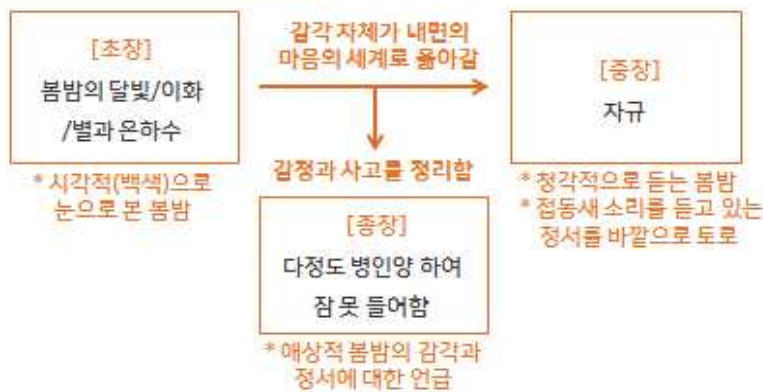 [초장]
봄밤의 달빛/이화
/별과 은하수
* 시각적(백색)으로
눈으로 본 봄밤
감각 자체가 내면의
마음의 세계로 옮아감
[중장]
자규
* 청각적으로 듣는 봄밤
* 접동새 소리를 듣고 있는
정서를 바깥으로 토로
감정과 사고를 정리함
[종장]
다정도 병인양 하여
잠 못 들어함
* 애상적 봄밤의 감각과
정서에 대한 언급